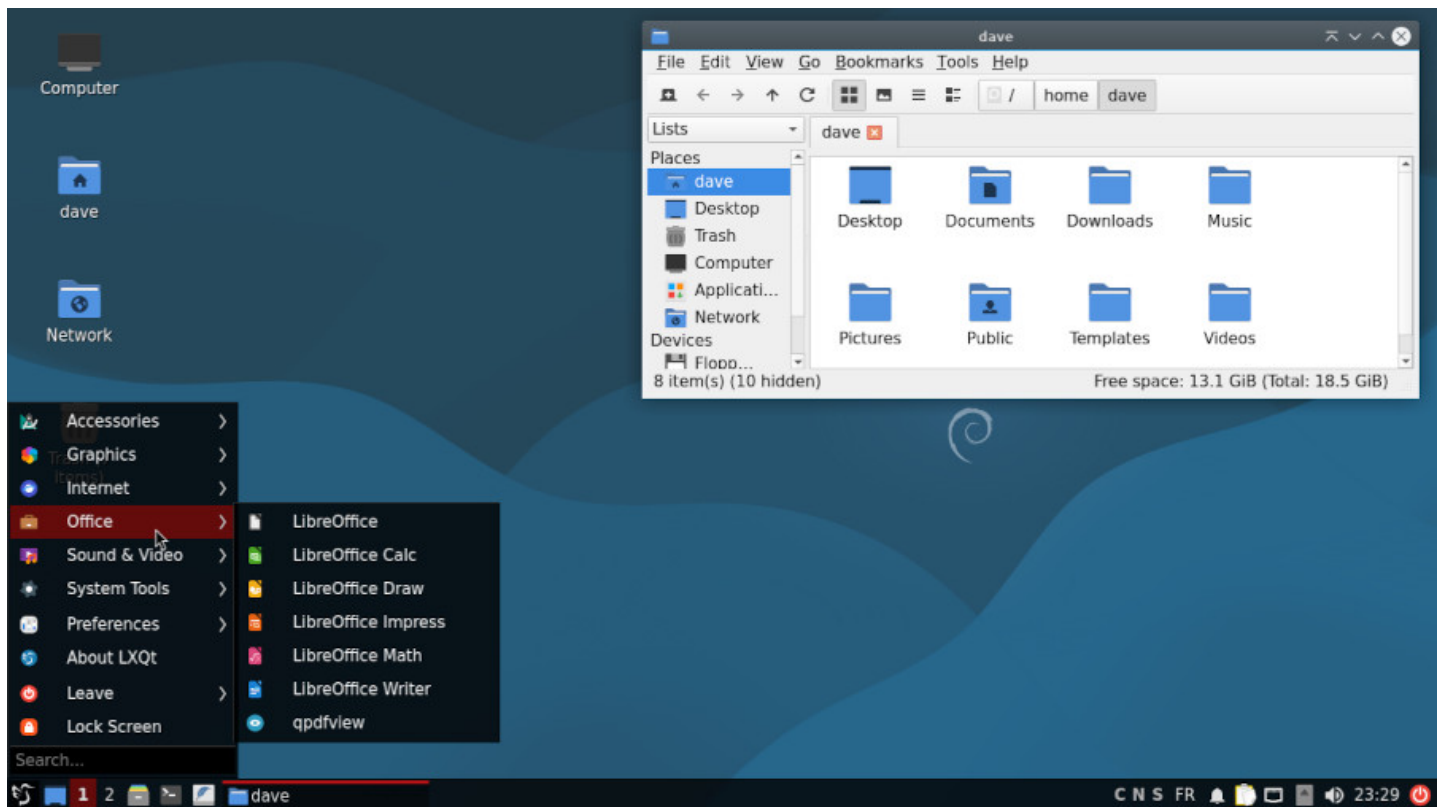 Computer
dave
Network
Trash (
items)
dave
File Edit View Go Bookmarks Tools Help
/ home dave
Lists
dave
Places
dave
Desktop
Trash
Computer
Applicati...
Network
Devices
Flopp...
Desktop Documents Downloads Music
Pictures Public Templates Videos
8 item(s) (10 hidden) Free space: 13.1 GiB (Total: 18.5 GiB)
Accessories
Graphics
Internet
Office
Sound & Video
System Tools
Preferences
About LXQt
Leave
Lock Screen
Search...
LibreOffice
LibreOffice Calc
LibreOffice Draw
LibreOffice Impress
LibreOffice Math
LibreOffice Writer
qpdfview
1 2 dave C N S FR 23:29